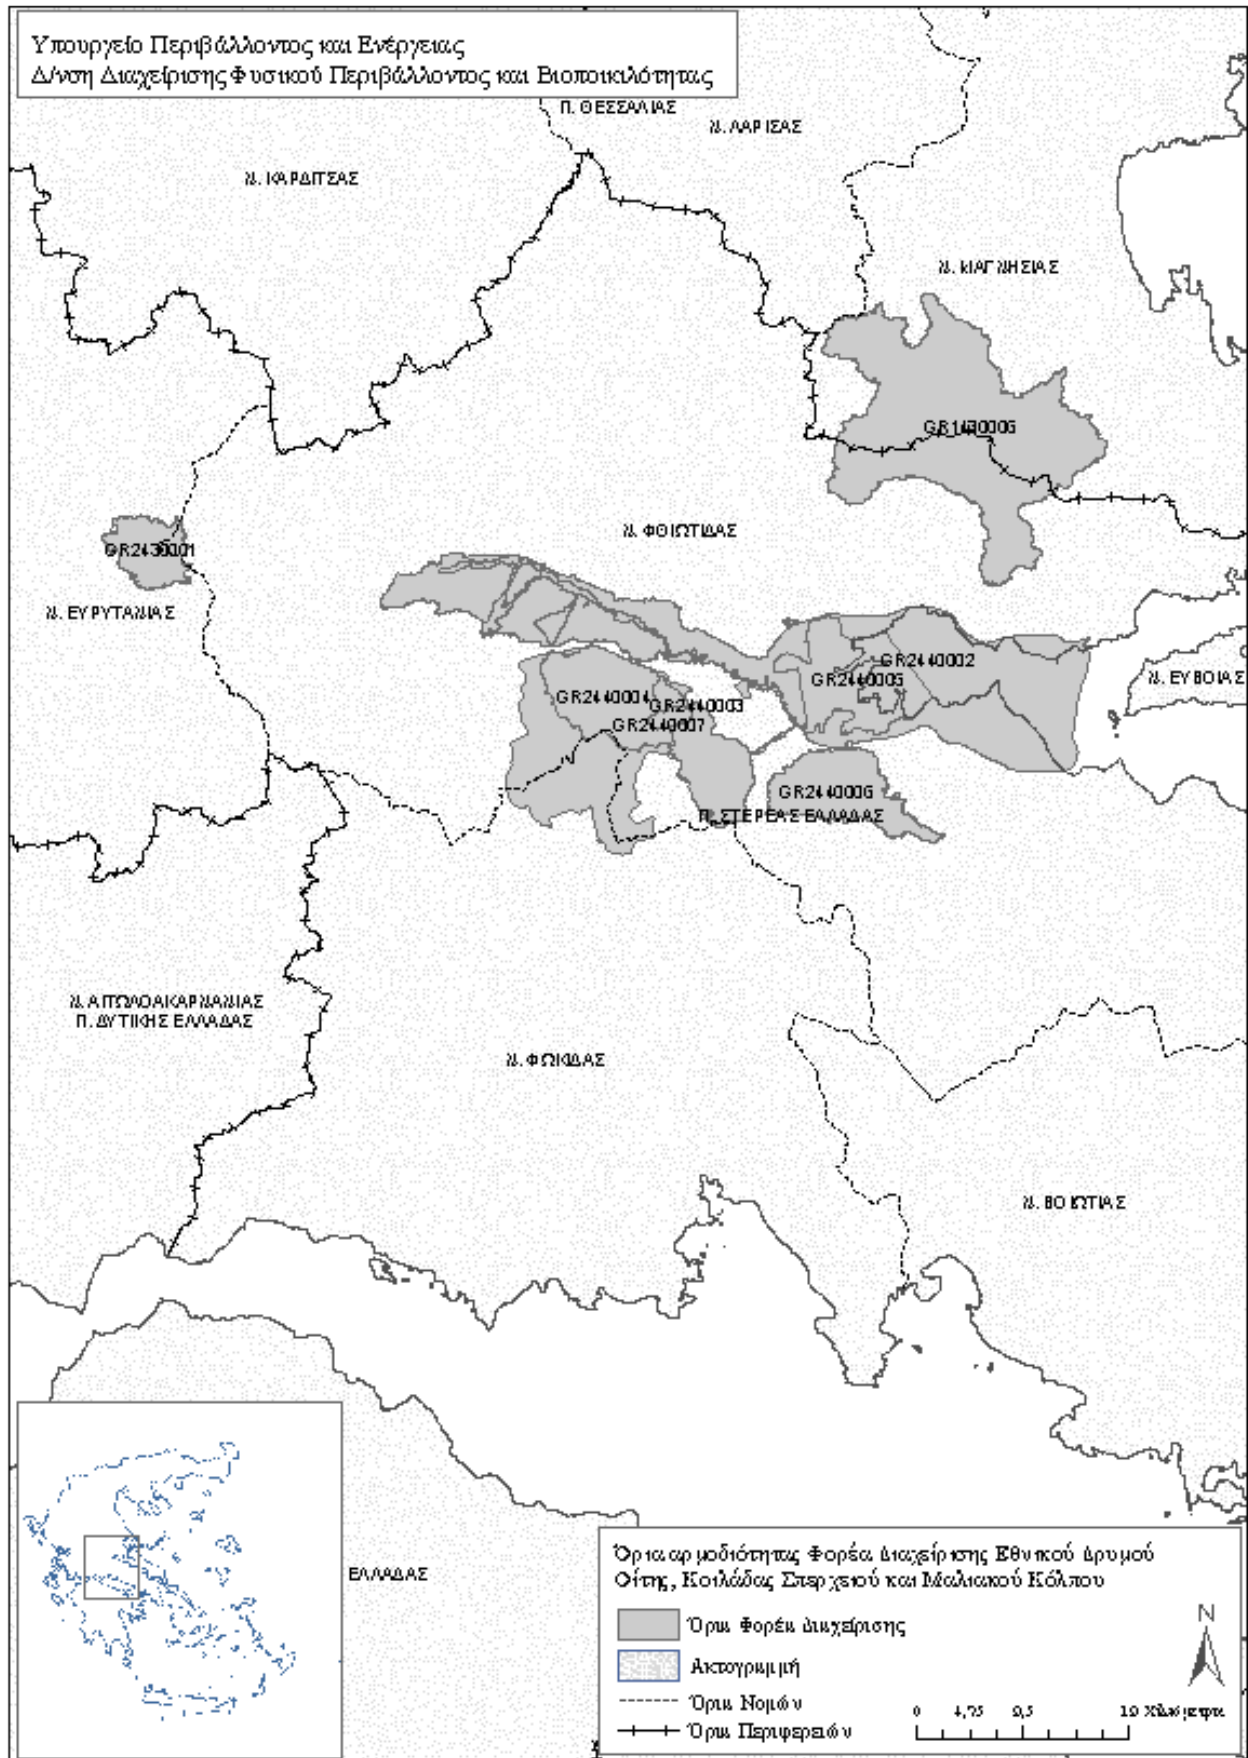 Υπουργείο Περιβάλλοντος και Ενέργειας
Δ/νση Διαχείρισης Φυσικού Περιβάλλοντος και Βιοποικιλότητας
Π. ΘΕΣΣΑΛΙΑΣ
Ν. ΛΑΡΙΣΑΣ
Ν. ΚΑΡΔΙΤΣΑΣ
Ν. ΜΑΓΝΗΣΙΑΣ
GR1430006
Ν. ΦΘΙΩΤΙΔΑΣ
GR2430001
Ν. ΕΥΡΥΤΑΝΙΑΣ
GR2440002
GR2440005
Ν. ΕΥΒΟΙΑΣ
GR2440004
GR2440003
GR2440007
GR2440006
Π. ΣΤΕΡΕΑΣ ΕΛΛΑΔΑΣ
Ν. ΑΙΤΩΛΟΑΚΑΡΝΑΝΙΑΣ
Π. ΔΥΤΙΚΗΣ ΕΛΛΑΔΑΣ
Ν. ΦΩΚΙΔΑΣ
Ν. ΒΟΙΩΤΙΑΣ
ΕΛΛΑΔΑΣ
Όρια αρμοδιότητας Φορέα Διαχείρισης Εθνικού Δρυμού
Οίτης, Κοιλάδας Σπερχειού και Μαλιακού Κόλπου
Όρια Φορέα Διαχείρισης
Ακτογραμμή
Όρια Νομών
Όρια Περιφερειών
N
0 4,75 9,5 19 Χιλιόμετρα